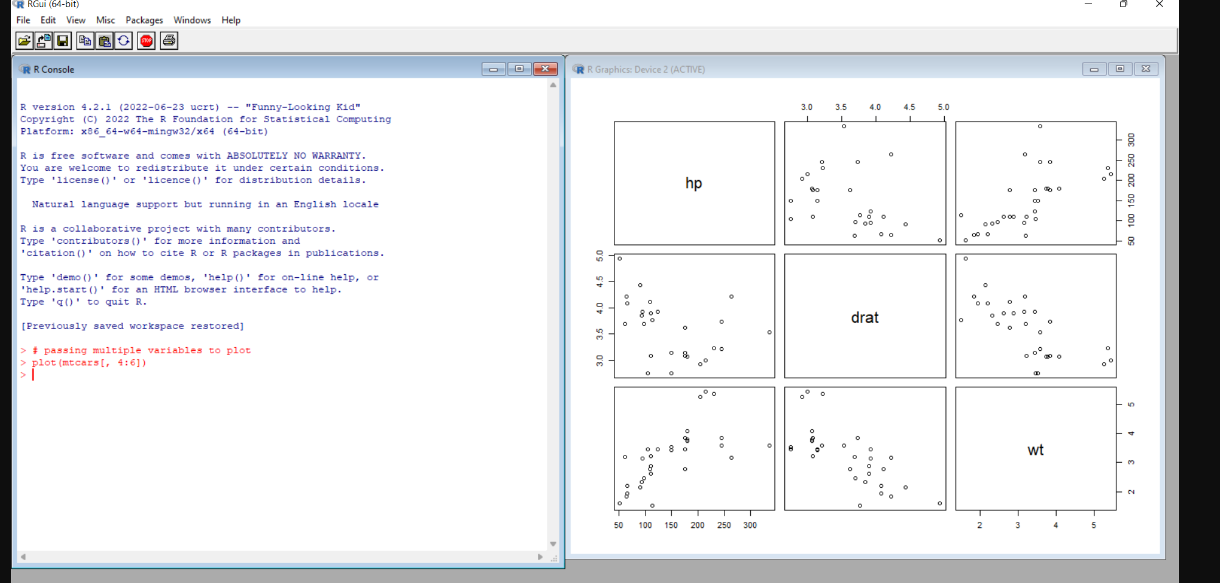 RGui (64-bit)
File Edit View Misc Packages Windows Help
STOP
R Console
R version 4.2.1 (2022-06-23 ucrt) -- "Funny-Looking Kid"
Copyright (C) 2022 The R Foundation for Statistical Computing
Platform: x86_64-w64-mingw32/x64 (64-bit)
R is free software and comes with ABSOLUTELY NO WARRANTY.
You are welcome to redistribute it under certain conditions.
Type 'license()' or 'licence()' for distribution details.
Natural language support but running in an English locale
R is a collaborative project with many contributors.
Type 'contributors()' for more information and
'citation()' on how to cite R or R packages in publications.
Type 'demo()' for some demos, 'help()' for on-line help, or
'help.start()' for an HTML browser interface to help.
Type 'q()' to quit R.
[Previously saved workspace restored]
> # passing multiple variables to plot
> plot(mtcars[, 4:6])
>
R Graphics: Device 2 (ACTIVE)
3.0 3.5 4.0 4.5 5.0
hp
50 100 150 200 250 300
3.0 3.5 4.0 4.5 5.0
drat
wt
2 3 4 5
50 100 150 200 250 300
2 3 4 5